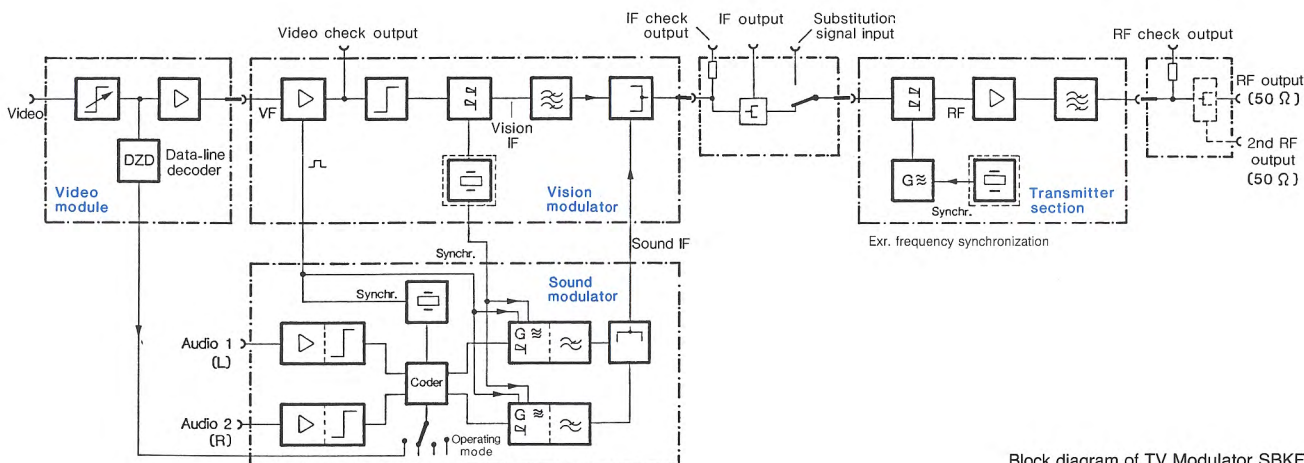 IF check
output
IF output
Substitution
signal input
Video check output
RF check output
RF output
(50 Ω)
2nd RF
output
(50 Ω)
Video
VF
Vision
IF
RF
DZD
Data-line
decoder
Video
module
Vision
modulator
G
Synchr.
Transmitter
section
Exr. frequency synchronization
Sound IF
Synchr.
Synchr.
Sound
modulator
Audio 1
(L)
G
Coder
Audio 2
(R)
G
Operating
mode
Block diagram of TV Modulator SBKF